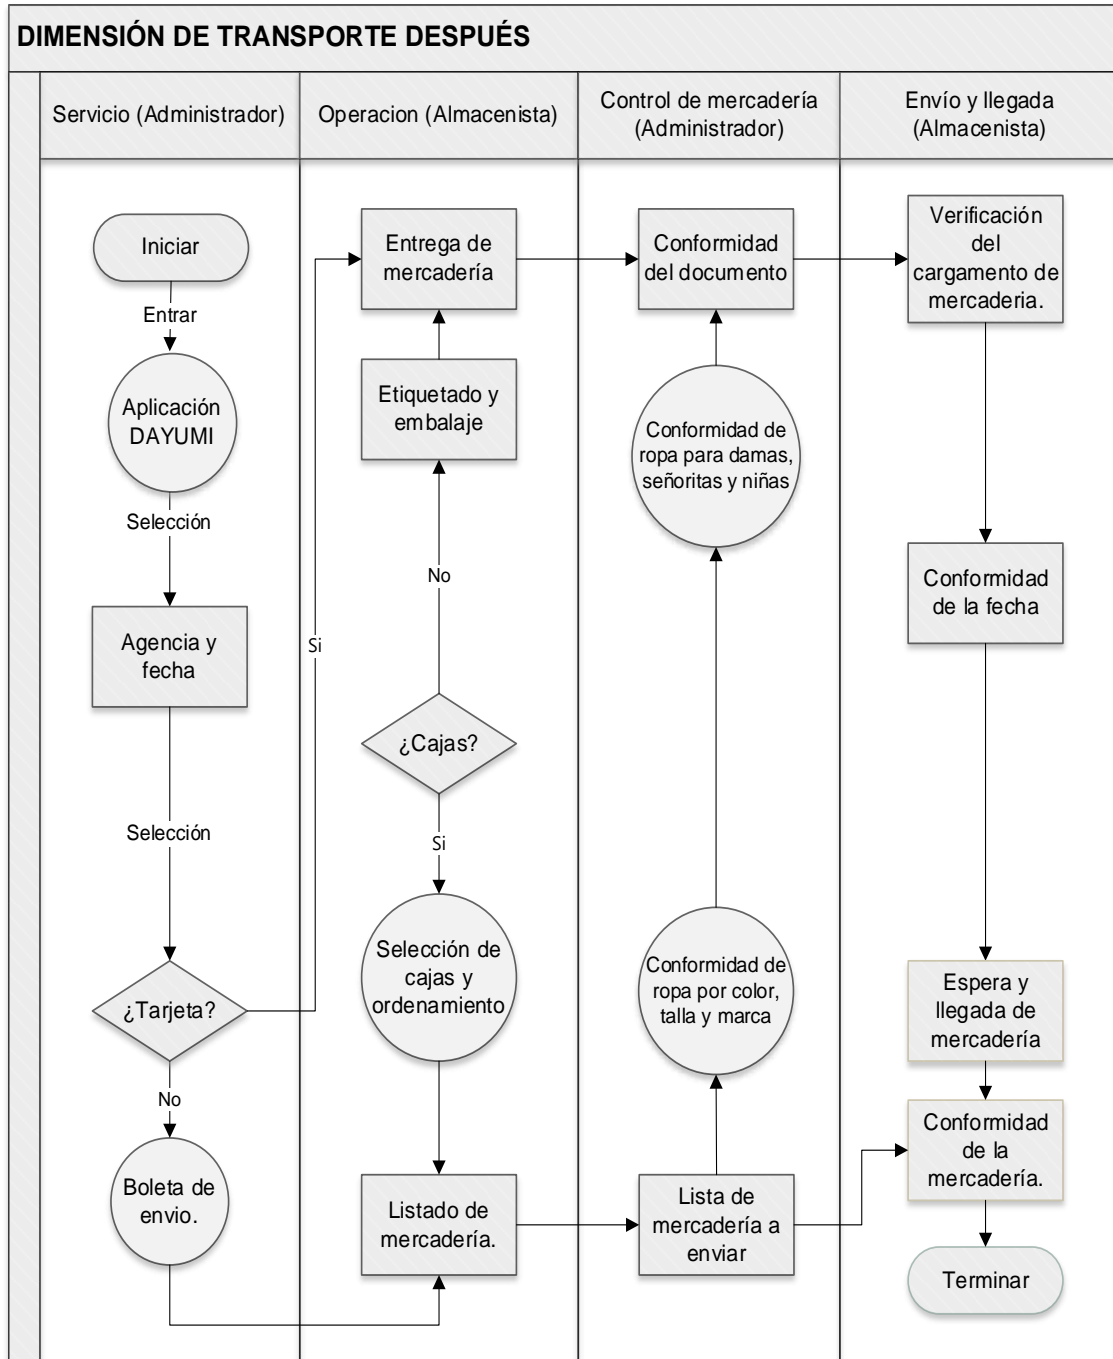 DIMENSIÓN DE TRANSPORTE DESPUÉS
Servicio (Administrador)
Operacion (Almacenista)
Control de mercadería
(Administrador)
Envío y llegada
(Almacenista)
Iniciar
Entrar
Aplicación
DAYUMI
Selección
Agencia y
fecha
Selección
¿Tarjeta?
Si
No
Boleta de
envio.
Entrega de
mercadería
Etiquetado y
embalaje
No
¿Cajas?
Si
Selección de
cajas y
ordenamiento
Listado de
mercadería.
Conformidad
del documento
Conformidad de
ropa para damas,
señoritas y niñas
Conformidad de
ropa por color,
talla y marca
Lista de
mercadería a
enviar
Verificación
del
cargamento de
mercaderia.
Conformidad
de la fecha
Espera y
llegada de
mercadería
Conformidad
de la
mercadería.
Terminar